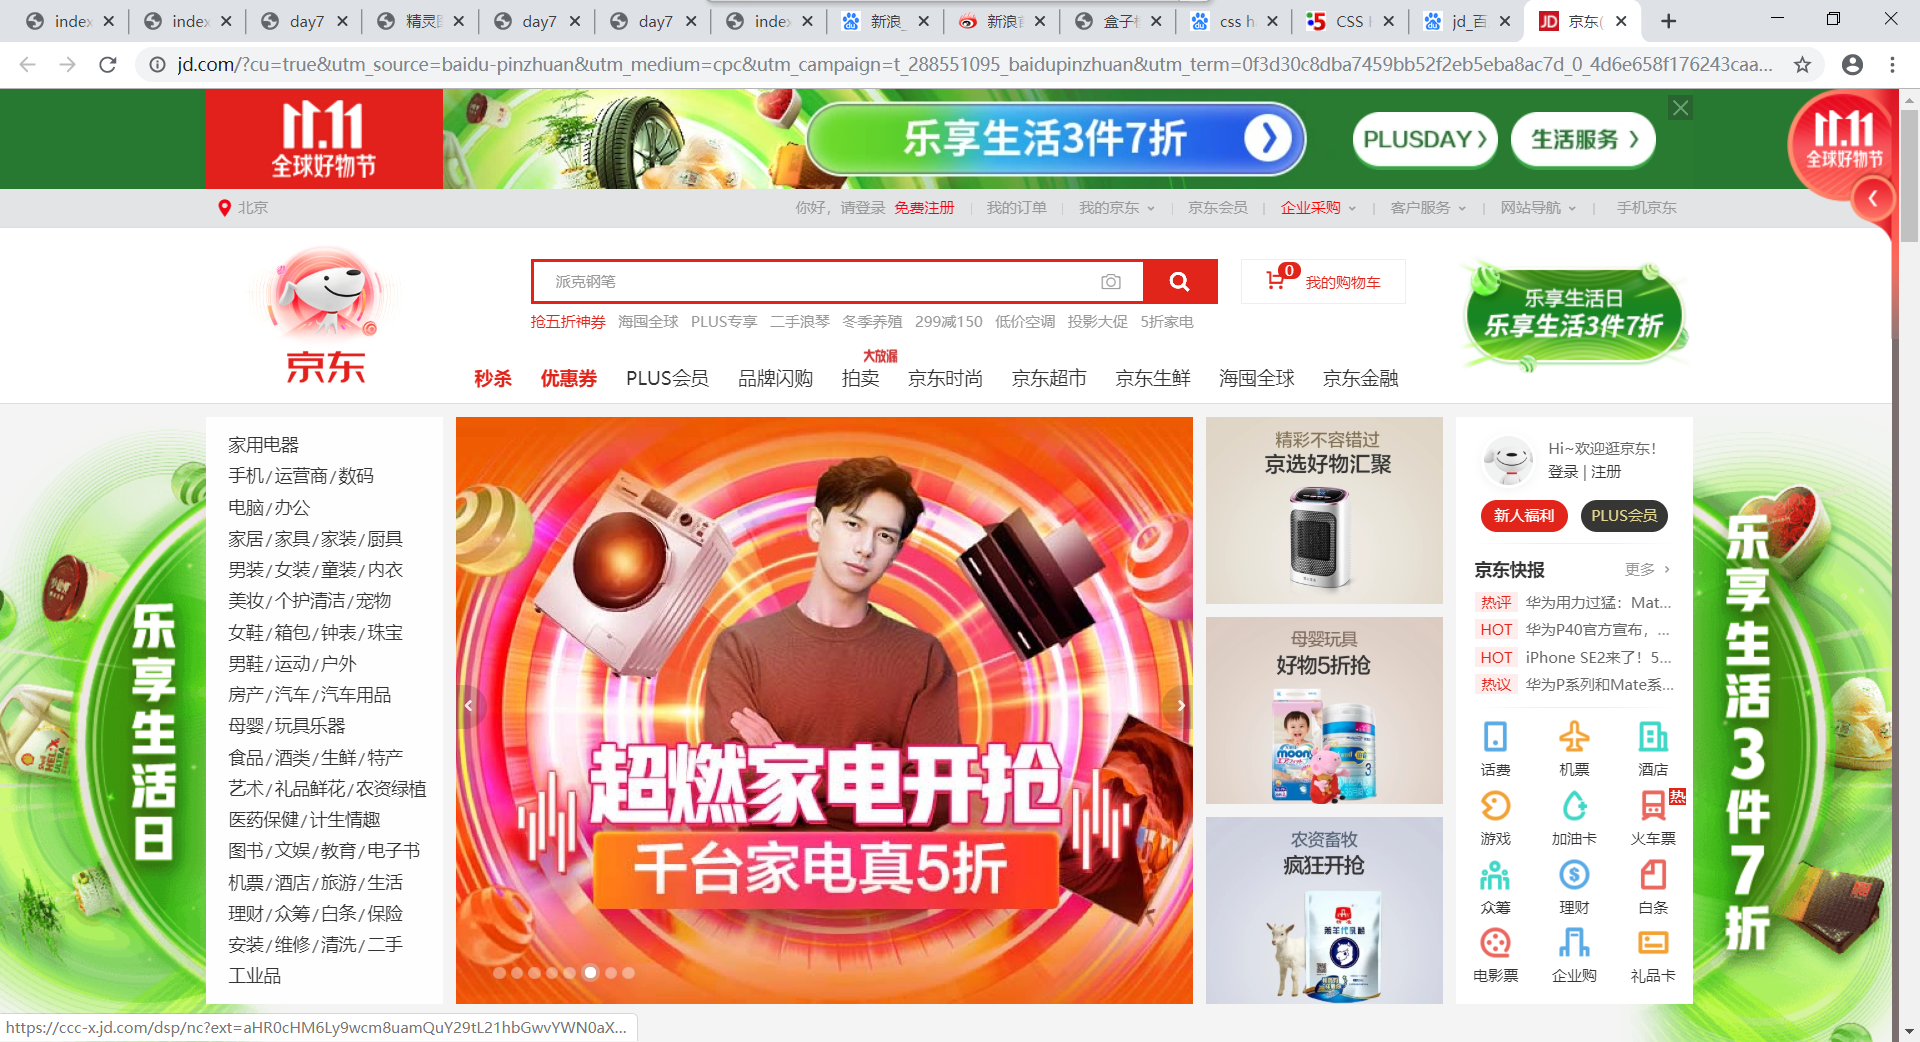 index
index
day7
精灵图
day7
day7
index
新浪_
新浪首
盒子模
css h
CSS H
jd_百
京东(
jd.com/?cu=true&utm_source=baidu-pinzhuan&utm_medium=cpc&utm_campaign=t_288551095_baidupinzhuan&utm_term=0f3d30c8dba7459bb52f2eb5eba8ac7d_0_4d6e658f176243caa...
11.11
全球好物节
乐享生活3件7折
PLUSDAY
生活服务
11.11
全球好物节
北京
你好，请登录 免费注册
我的订单
我的京东
京东会员
企业采购
客户服务
网站导航
手机京东
京东
派克钢笔
0
我的购物车
抢五折神券 海囤全球 PLUS专享 二手浪琴 冬季养殖 299减150 低价空调 投影大促 5折家电
乐享生活日
乐享生活3件7折
大放漏
秒杀 优惠券 PLUS会员 品牌闪购 拍卖 京东时尚 京东超市 京东生鲜 海囤全球 京东金融
家用电器
手机/运营商/数码
电脑/办公
家居/家具/家装/厨具
男装/女装/童装/内衣
美妆/个护清洁/宠物
女鞋/箱包/钟表/珠宝
男鞋/运动/户外
房产/汽车/汽车用品
母婴/玩具乐器
食品/酒类/生鲜/特产
艺术/礼品鲜花/农资绿植
医药保健/计生情趣
图书/文娱/教育/电子书
机票/酒店/旅游/生活
理财/众筹/白条/保险
安装/维修/清洗/二手
工业品
超燃家电开抢
千台家电真5折
精彩不容错过
京选好物汇聚
母婴玩具
好物5折抢
moony
3
农资畜牧
疯狂开抢
羔羊代乳粉
Hi~欢迎逛京东!
登录 | 注册
新人福利
PLUS会员
京东快报
更多
热评 华为用力过猛：Mat...
HOT 华为P40官方宣布，...
HOT iPhone SE2来了！5...
热议 华为P系列和Mate系...
话费
机票
酒店
游戏
加油卡
火车票
热
众筹
理财
白条
电影票
企业购
礼品卡
乐享生活日
HELIX
ULTRA
乐享生活3件7折
https://ccc-x.jd.com/dsp/nc?ext=aHR0cHM6Ly9wcm8uamQuY29tL21hbGwvYWN0aX...